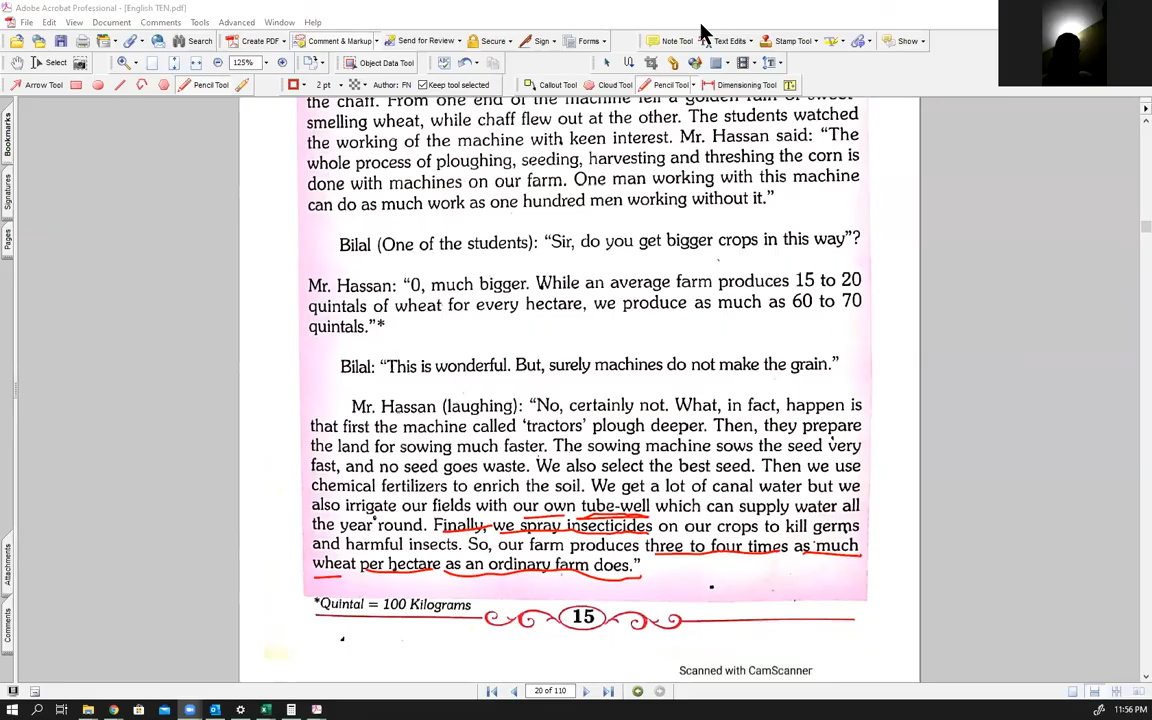 Adobe Acrobat Professional - [English TEN.pdf]
File Edit View Document Comments Tools Advanced Window Help
Search Create PDF Comment & Markup Send for Review Secure Sign Forms Note Tool Text Edits Stamp Tool Show
Select 125% Object Data Tool
Arrow Tool Pencil Tool 2 pt Author: FN Keep tool selected Callout Tool Cloud Tool Pencil Tool Dimensioning Tool
Bookmarks
Signatures
Pages
Attachments
Comments
the chaff. From one end of the machine fell a golden rain of sweet
smelling wheat, while chaff flew out at the other. The students watched
the working of the machine with keen interest. Mr. Hassan said: “The
whole process of ploughing, seeding, harvesting and threshing the corn is
done with machines on our farm. One man working with this machine
can do as much work as one hundred men working without it.”
Bilal (One of the students): “Sir, do you get bigger crops in this way”?
Mr. Hassan: “0, much bigger. While an average farm produces 15 to 20
quintals of wheat for every hectare, we produce as much as 60 to 70
quintals.”*
Bilal: “This is wonderful. But, surely machines do not make the grain.”
Mr. Hassan (laughing): “No, certainly not. What, in fact, happen is
that first the machine called ‘tractors’ plough deeper. Then, they prepare
the land for sowing much faster. The sowing machine sows the seed very
fast, and no seed goes waste. We also select the best seed. Then we use
chemical fertilizers to enrich the soil. We get a lot of canal water but we
also irrigate our fields with our own tube-well which can supply water all
the year round. Finally, we spray insecticides on our crops to kill germs
and harmful insects. So, our farm produces three to four times as much
wheat per hectare as an ordinary farm does.”
*Quintal = 100 Kilograms
15
Scanned with CamScanner
20 of 110
11:56 PM